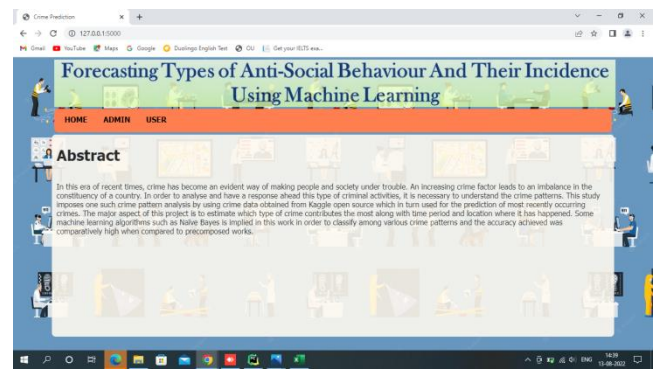 Crime Prediction
127.0.0.1:5000
Gmail YouTube Maps Google Duolingo English Test OU Get your IELTS exa...
Forecasting Types of Anti-Social Behaviour And Their Incidence
Using Machine Learning
HOME ADMIN USER
Abstract
In this era of recent times, crime has become an evident way of making people and society under trouble. An increasing crime factor leads to an imbalance in the
constituency of a country. In order to analyse and have a response ahead this type of criminal activities, it is necessary to understand the crime patterns. This study
imposes one such crime pattern analysis by using crime data obtained from Kaggle open source which in turn used for the prediction of most recently occurring
crimes. The major aspect of this project is to estimate which type of crime contributes the most along with time period and location where it has happened. Some
machine learning algorithms such as Naïve Bayes is implied in this work in order to classify among various crime patterns and the accuracy achieved was
comparatively high when compared to precomposed works.
ENG
14:39
13-08-2022